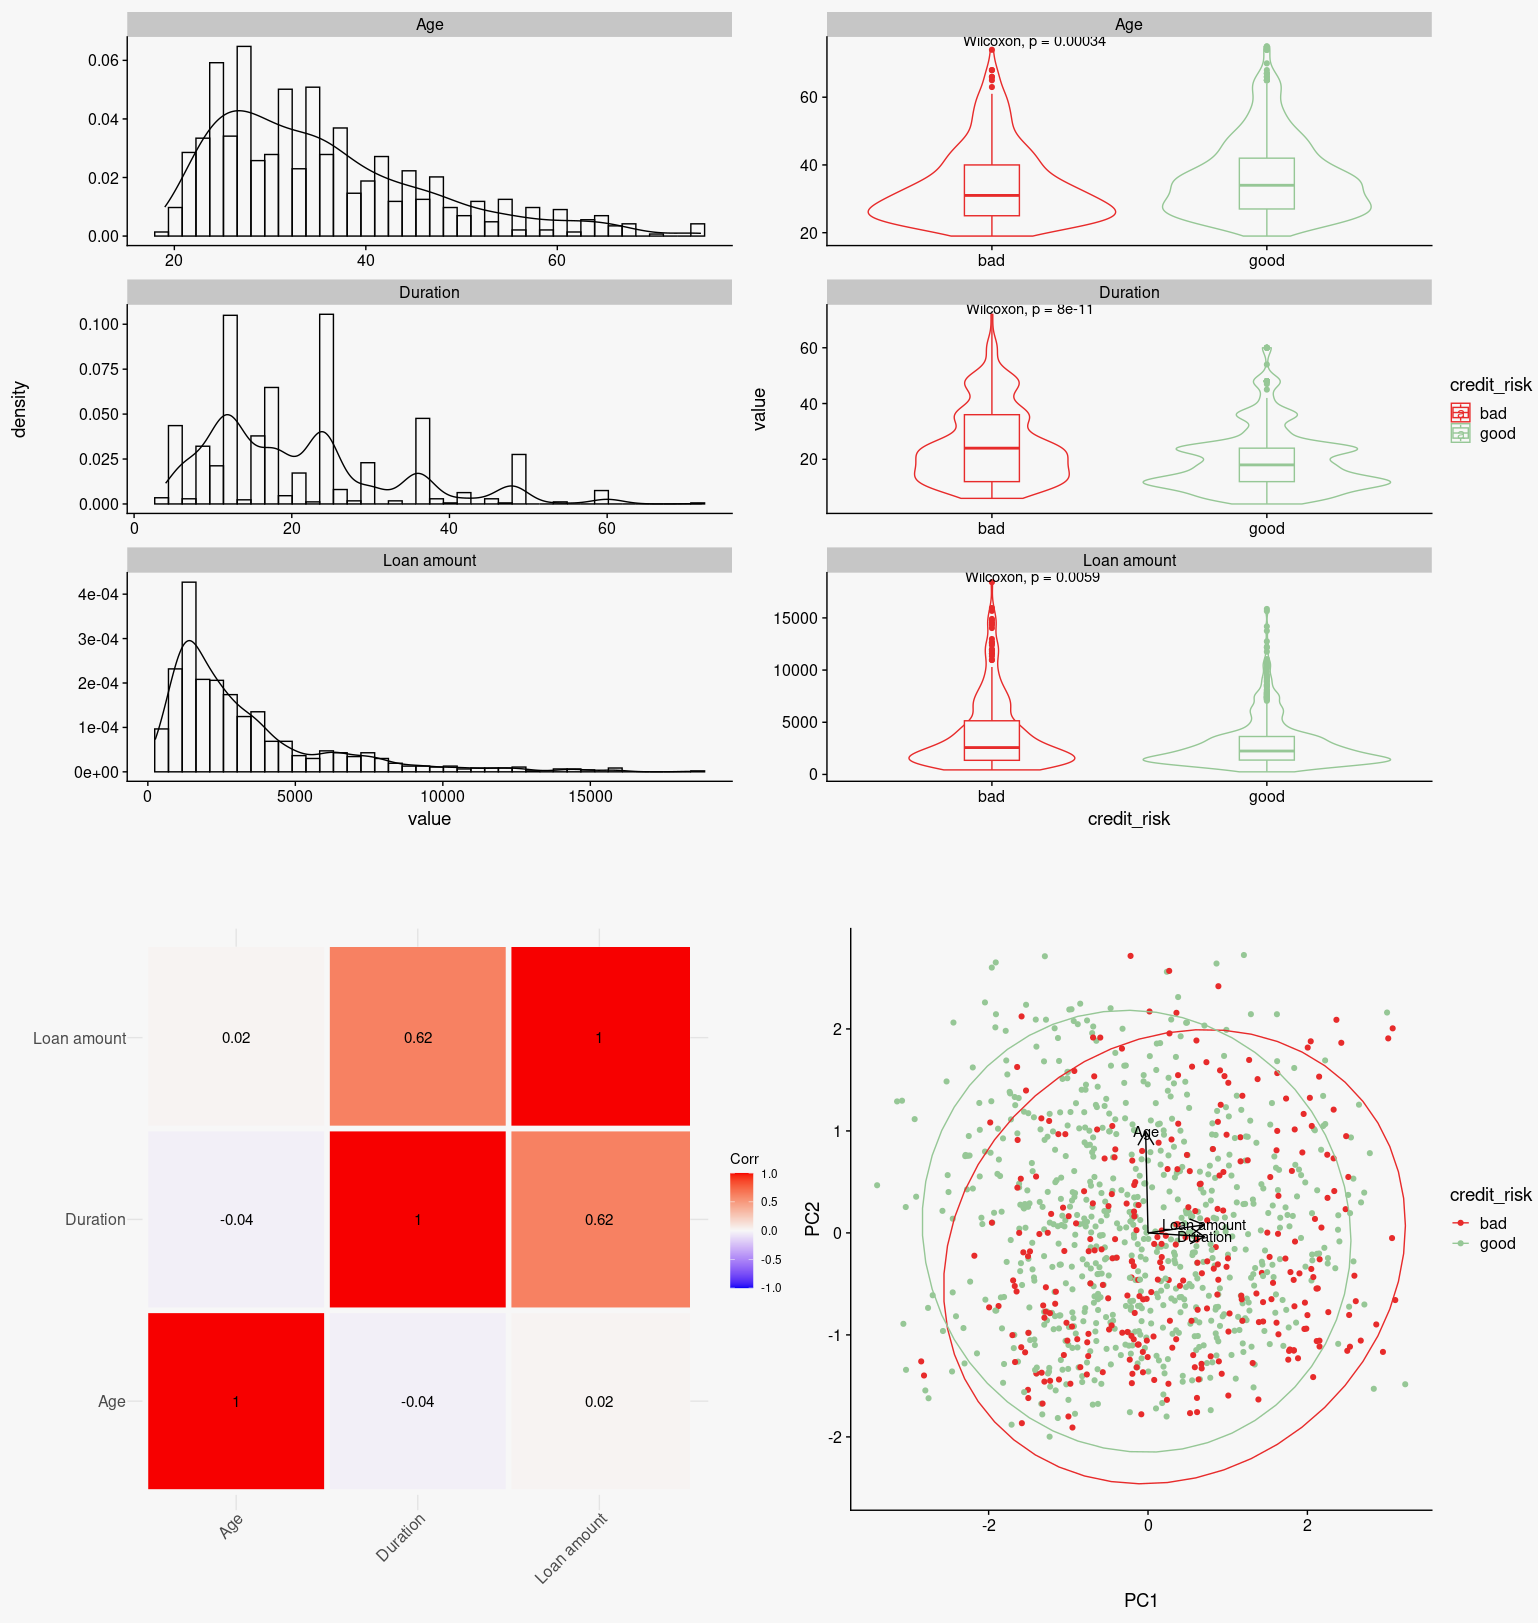 Age
0.06
0.04
0.02
0.00
20 40 60
Duration
0.100
0.075
0.050
0.025
0.000
0 20 40 60
Loan amount
4e-04
3e-04
2e-04
1e-04
0e+00
0 5000 10000 15000
density
value
Age
Wilcoxon, p = 0.00034
60
40
20
bad good
Duration
Wilcoxon, p = 8e-11
60
40
20
bad good
Loan amount
Wilcoxon, p = 0.0059
15000
10000
5000
0
bad good
value
credit_risk
credit_risk
a bad
a good
Loan amount
0.02 0.62 1
Duration
-0.04 1 0.62
Age
1 -0.04 0.02
Age
Duration
Loan amount
Corr
1.0
0.5
0.0
-0.5
-1.0
2
1
0
-1
-2
PC2
Age
Loan amount
Duration
-2 0 2
PC1
credit_risk
bad
good